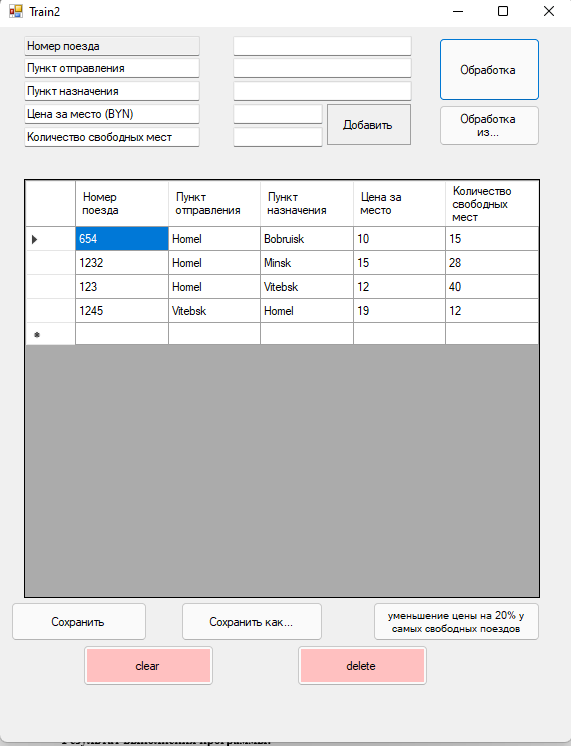 Train2
Номер поезда
Пункт отправления
Пункт назначения
Цена за место (BYN)
Количество свободных мест
Добавить
Обработка
Обработка
из...
Номер
поезда
Пункт
отправления
Пункт
назначения
Цена за
место
Количество
свободных
мест
654 Homel Bobruisk 10 15
1232 Homel Minsk 15 28
123 Homel Vitebsk 12 40
1245 Vitebsk Homel 19 12
Сохранить
Сохранить как...
уменьшение цены на 20% у
самых свободных поездов
clear
delete